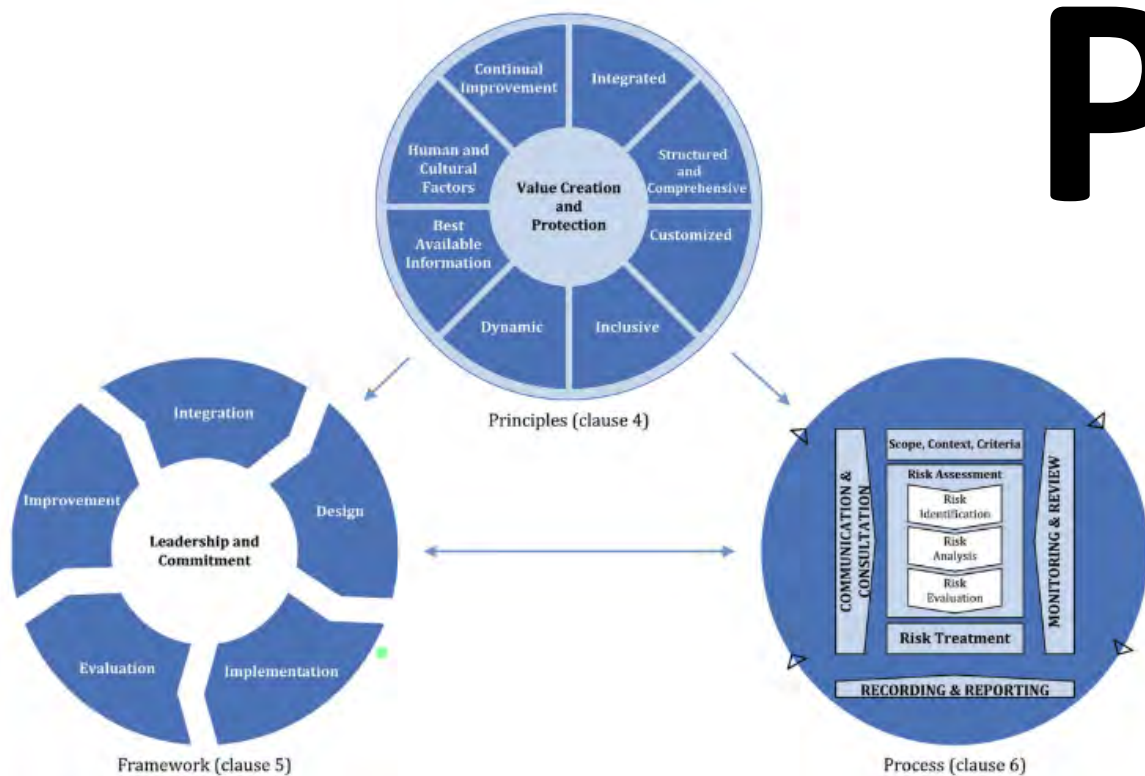 P
Continual
Improvement
Integrated
Human and
Cultural
Factors
Structured
and
Comprehensive
Value Creation
and
Protection
Best
Available
Information
Customized
Dynamic
Inclusive
Principles (clause 4)
Integration
Improvement
Design
Leadership and
Commitment
Evaluation
Implementation
Framework (clause 5)
Scope, Context, Criteria
Risk Assessment
Risk
Identification
Risk
Analysis
Risk
Evaluation
Risk Treatment
COMMUNICATION &
CONSULTATION
MONITORING & REVIEW
RECORDING & REPORTING
Process (clause 6)